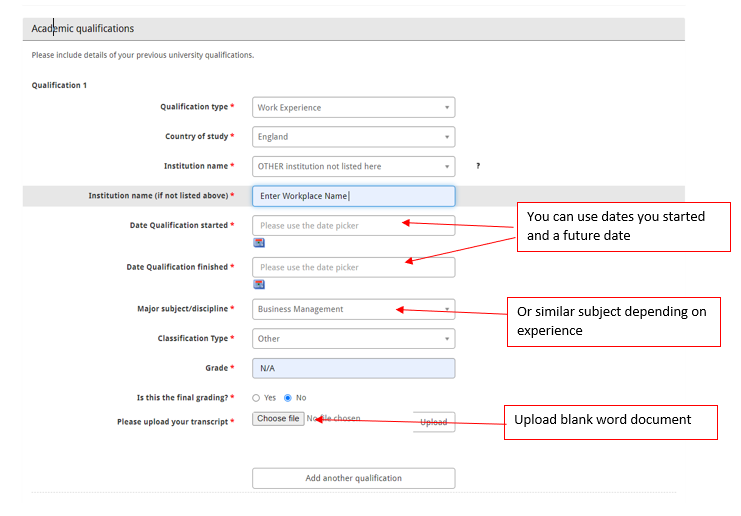 Academic qualifications
Please include details of your previous university qualifications.
Qualification 1
Qualification type * Work Experience
Country of study * England
Institution name * OTHER institution not listed here ?
Institution name (if not listed above) * Enter Workplace Name
Date Qualification started * Please use the date picker
You can use dates you started
and a future date
Date Qualification finished * Please use the date picker
Major subject/discipline * Business Management
Or similar subject depending on
experience
Classification Type * Other
Grade * N/A
Is this the final grading? * Yes No
Please upload your transcript * Choose file No file chosen Upload
Upload blank word document
Add another qualification